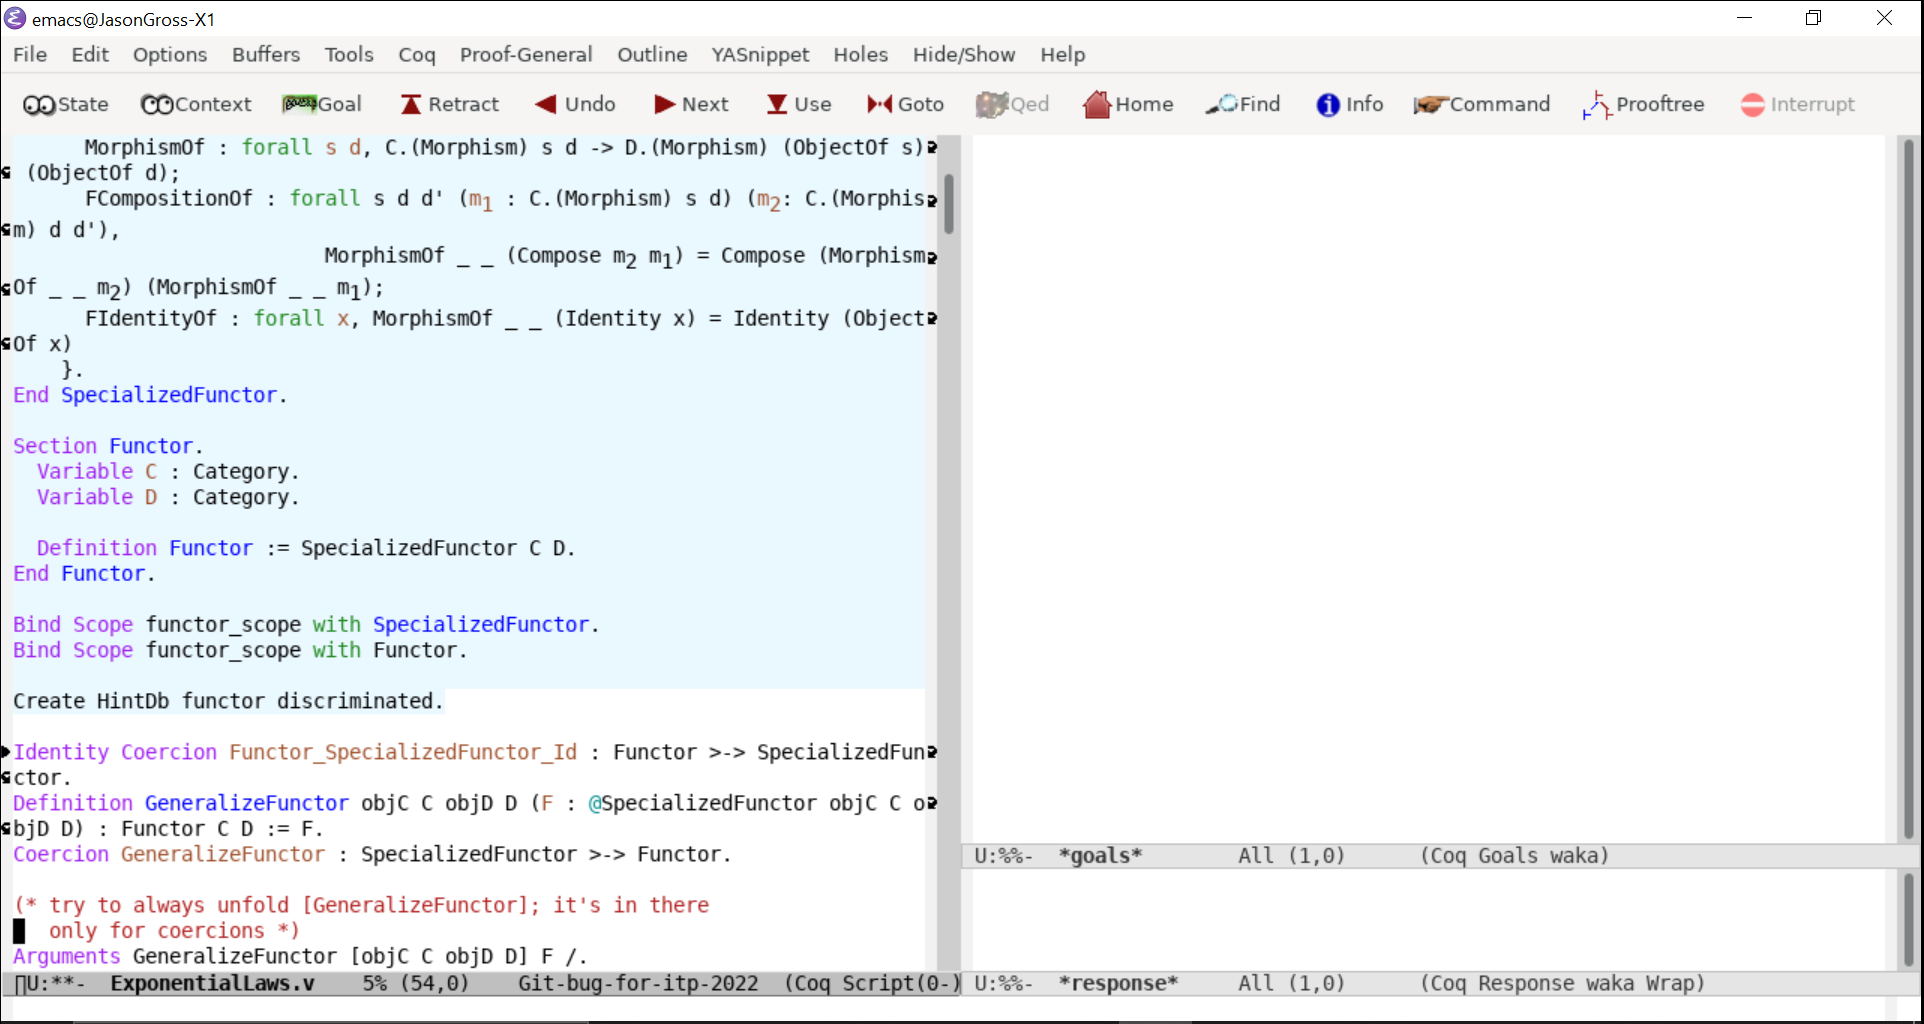 emacs@JasonGross-X1
File Edit Options Buffers Tools Coq Proof-General Outline YASnippet Holes Hide/Show Help
State Context Goal Retract Undo Next Use Goto Qed Home Find Info Command Prooftree Interrupt
MorphismOf : forall s d, C.(Morphism) s d -> D.(Morphism) (ObjectOf s)
(ObjectOf d);
FCompositionOf : forall s d d' (m1 : C.(Morphism) s d) (m2: C.(Morphis
m) d d'),
MorphismOf _ _ (Compose m2 m1) = Compose (Morphism
Of _ _ m2) (MorphismOf _ _ m1);
FIdentityOf : forall x, MorphismOf _ _ (Identity x) = Identity (Object
Of x)
}.
End SpecializedFunctor.
Section Functor.
Variable C : Category.
Variable D : Category.
Definition Functor := SpecializedFunctor C D.
End Functor.
Bind Scope functor_scope with SpecializedFunctor.
Bind Scope functor_scope with Functor.
Create HintDb functor discriminated.
Identity Coercion Functor_SpecializedFunctor_Id : Functor >-> SpecializedFun
ctor.
Definition GeneralizeFunctor objC C objD D (F : @SpecializedFunctor objC C o
bjD D) : Functor C D := F.
Coercion GeneralizeFunctor : SpecializedFunctor >-> Functor.
(* try to always unfold [GeneralizeFunctor]; it's in there
only for coercions *)
Arguments GeneralizeFunctor [objC C objD D] F /.
U:**- ExponentialLaws.v 5% (54,0) Git-bug-for-itp-2022 (Coq Script(0-)
U:%%- *goals* All (1,0) (Coq Goals waka)
U:%%- *response* All (1,0) (Coq Response waka Wrap)